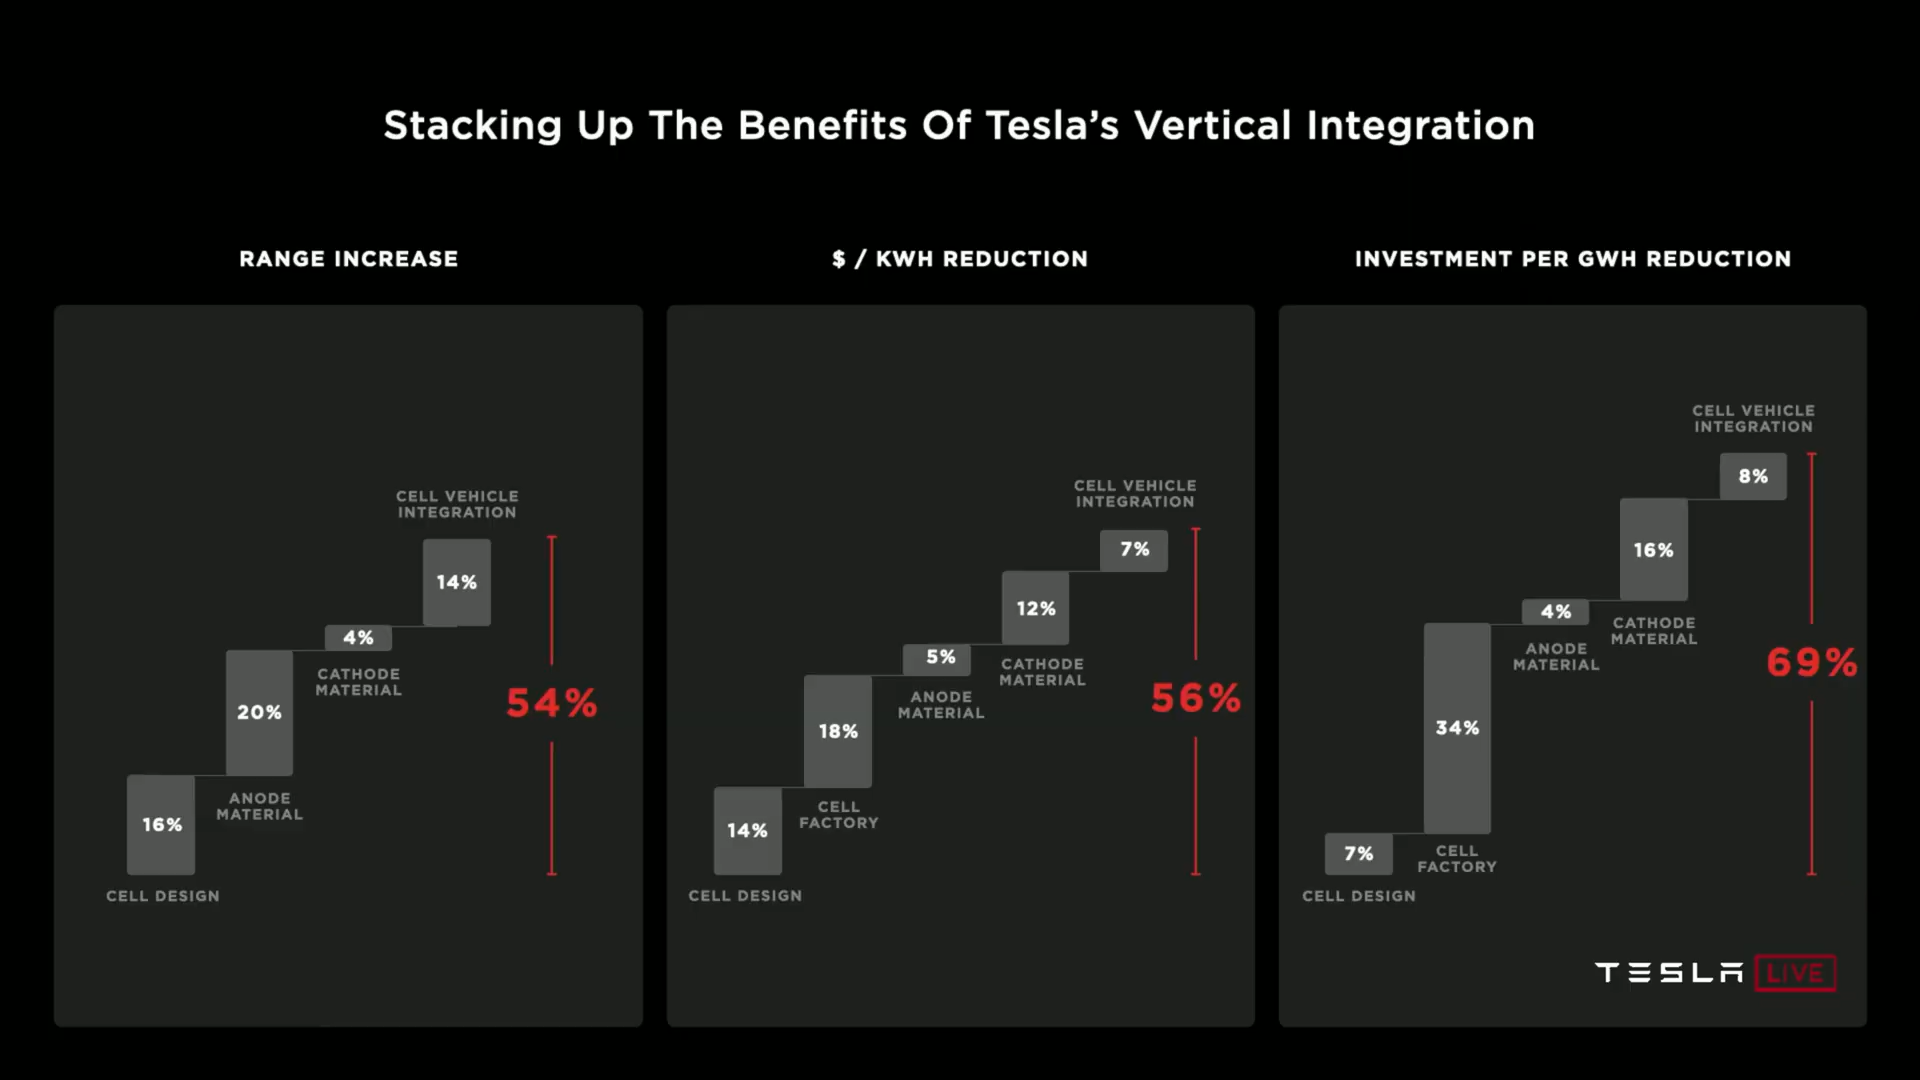 Stacking Up The Benefits Of Tesla’s Vertical Integration
RANGE INCREASE
CELL VEHICLE
INTEGRATION
14%
4%
CATHODE
MATERIAL
20%
ANODE
MATERIAL
16%
CELL DESIGN
54%
$ / KWH REDUCTION
CELL VEHICLE
INTEGRATION
7%
12%
CATHODE
MATERIAL
5%
ANODE
MATERIAL
18%
CELL
FACTORY
14%
CELL DESIGN
56%
INVESTMENT PER GWH REDUCTION
CELL VEHICLE
INTEGRATION
8%
16%
CATHODE
MATERIAL
4%
ANODE
MATERIAL
34%
CELL
FACTORY
7%
CELL DESIGN
69%
TESLA LIVE